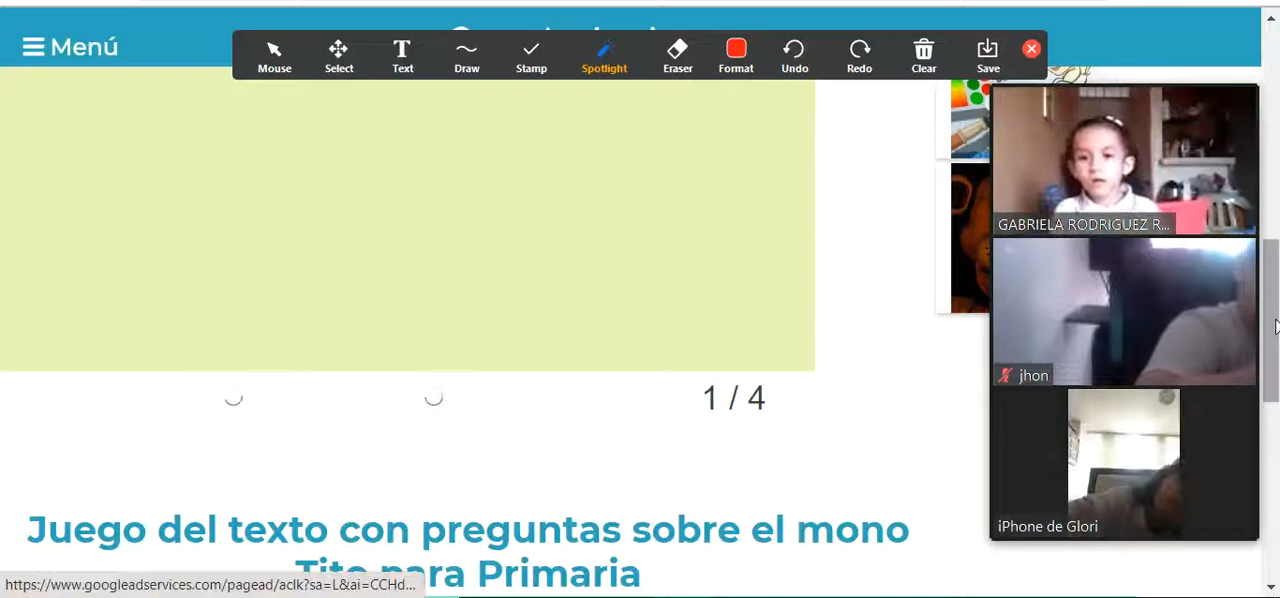 Menú
Mouse
Select
Text
Draw
Stamp
Spotlight
Eraser
Format
Undo
Redo
Clear
Save
GABRIELA RODRIGUEZ R...
jhon
1 / 4
iPhone de Glori
Juego del texto con preguntas sobre el mono
Tito para Primaria
https://www.googleadservices.com/pagead/aclk?sa=L&ai=CCHd...